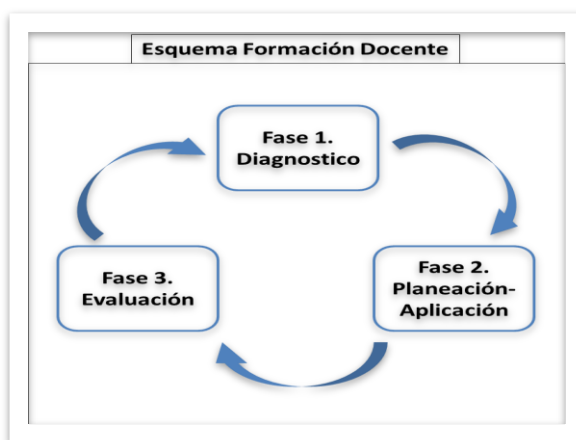 Esquema Formación Docente
Fase 1.
Diagnostico
Fase 2.
Planeación-
Aplicación
Fase 3.
Evaluación